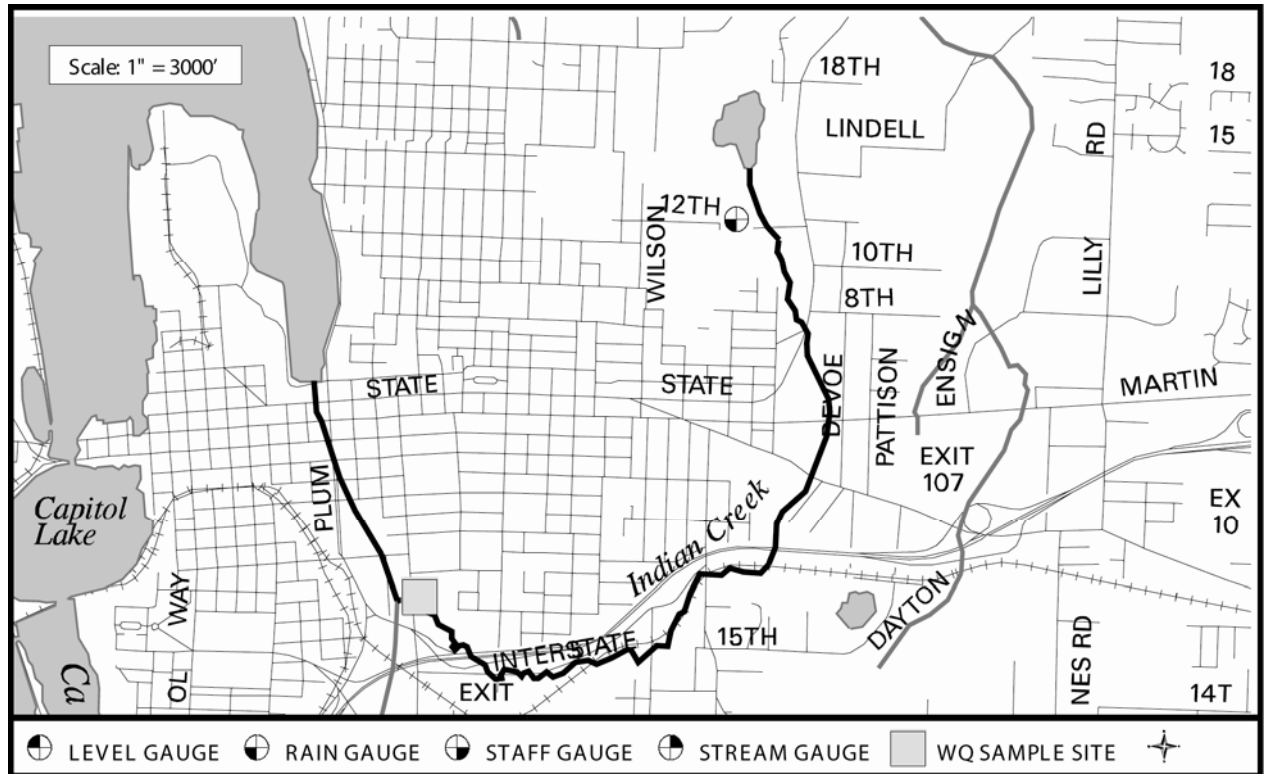 Scale: 1" = 3000'
18TH
18
LINDELL
RD
15
12TH
WILSON
10TH
LILLY
8TH
ENSIGN
STATE
STATE
DEVOE
PATTISON
MARTIN
EXIT
107
PLUM
Capitol
Lake
EX
10
Indian Creek
WAY
DAYTON
15TH
INTERSTATE
NES RD
OL
Ca
EXIT
14T
LEVEL GAUGE RAIN GAUGE STAFF GAUGE STREAM GAUGE WQ SAMPLE SITE